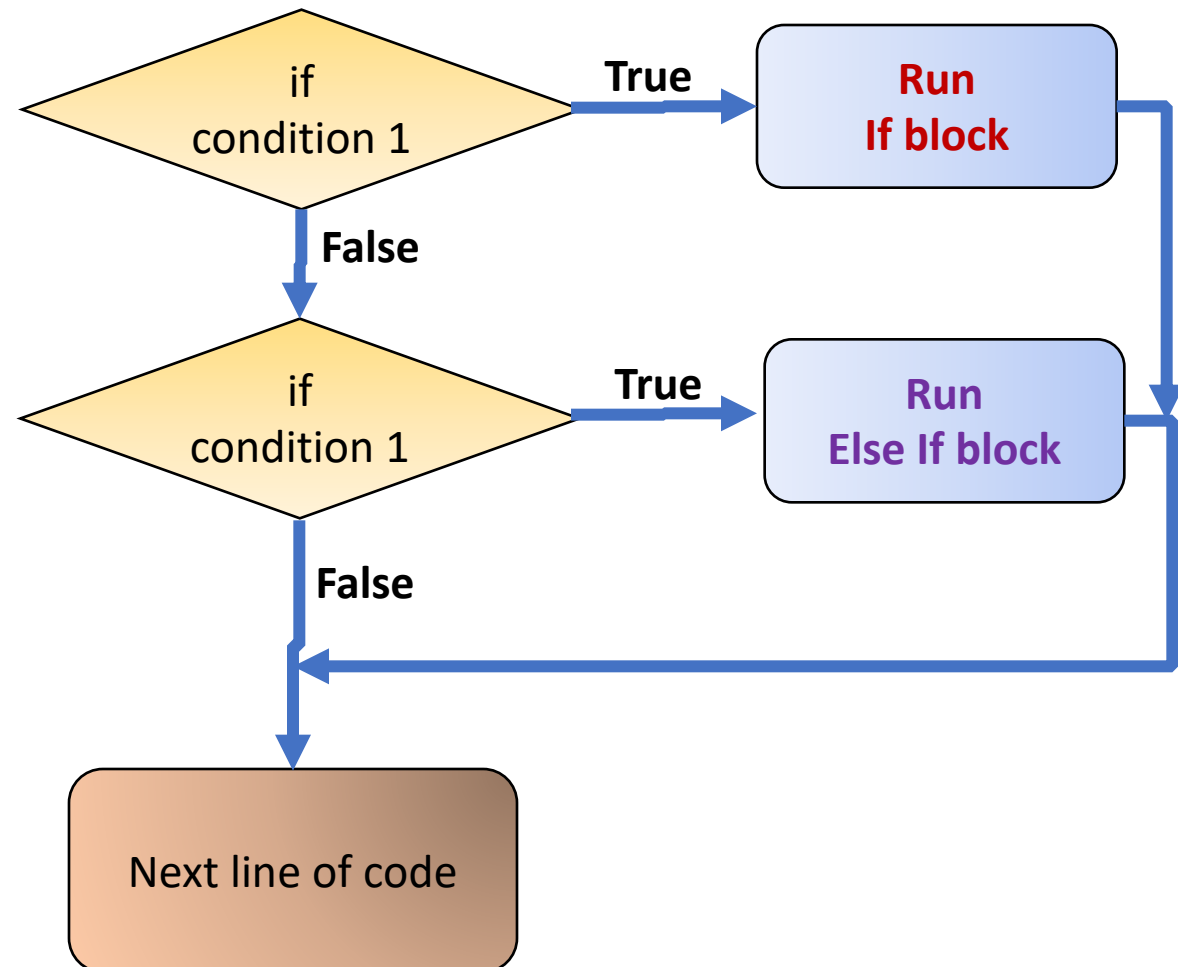 if
condition 1
True
Run
If block
False
if
condition 1
True
Run
Else If block
False
Next line of code